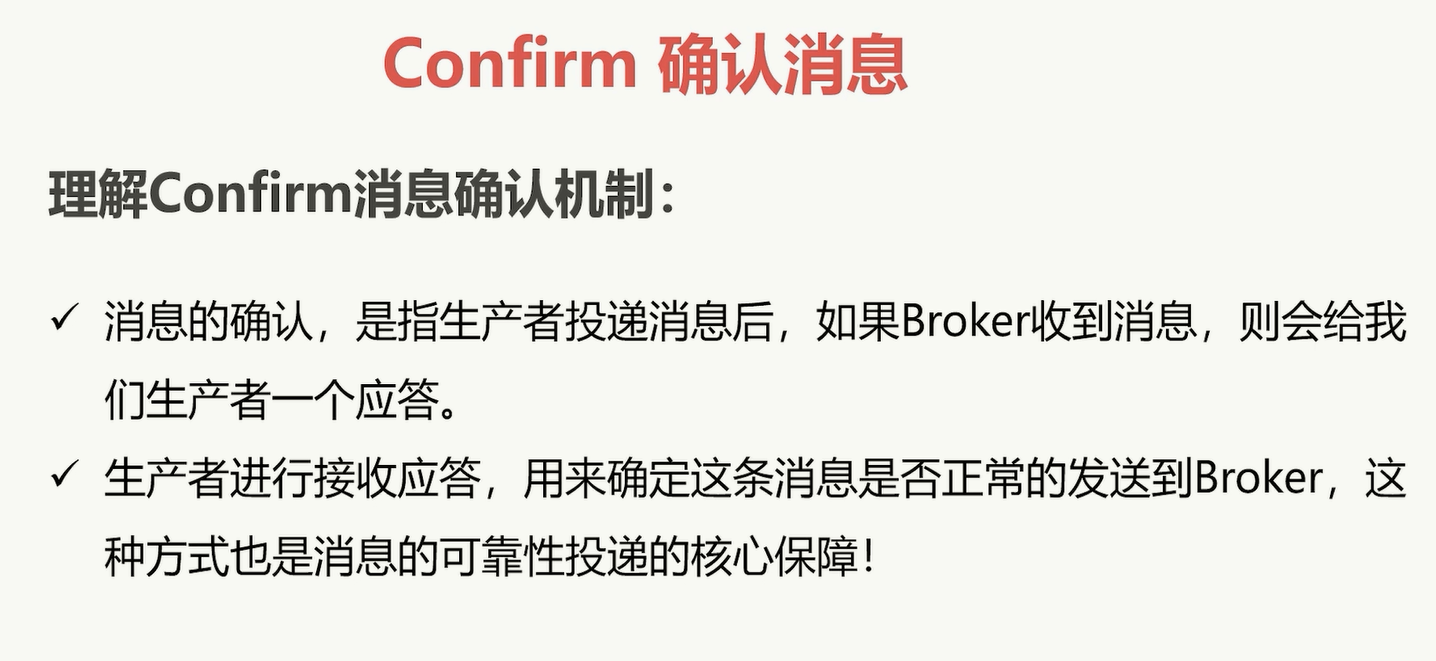 Confirm 确认消息
理解Confirm消息确认机制：
✓ 消息的确认，是指生产者投递消息后，如果Broker收到消息，则会给我
们生产者一个应答。
✓ 生产者进行接收应答，用来确定这条消息是否正常的发送到Broker，这
种方式也是消息的可靠性投递的核心保障！